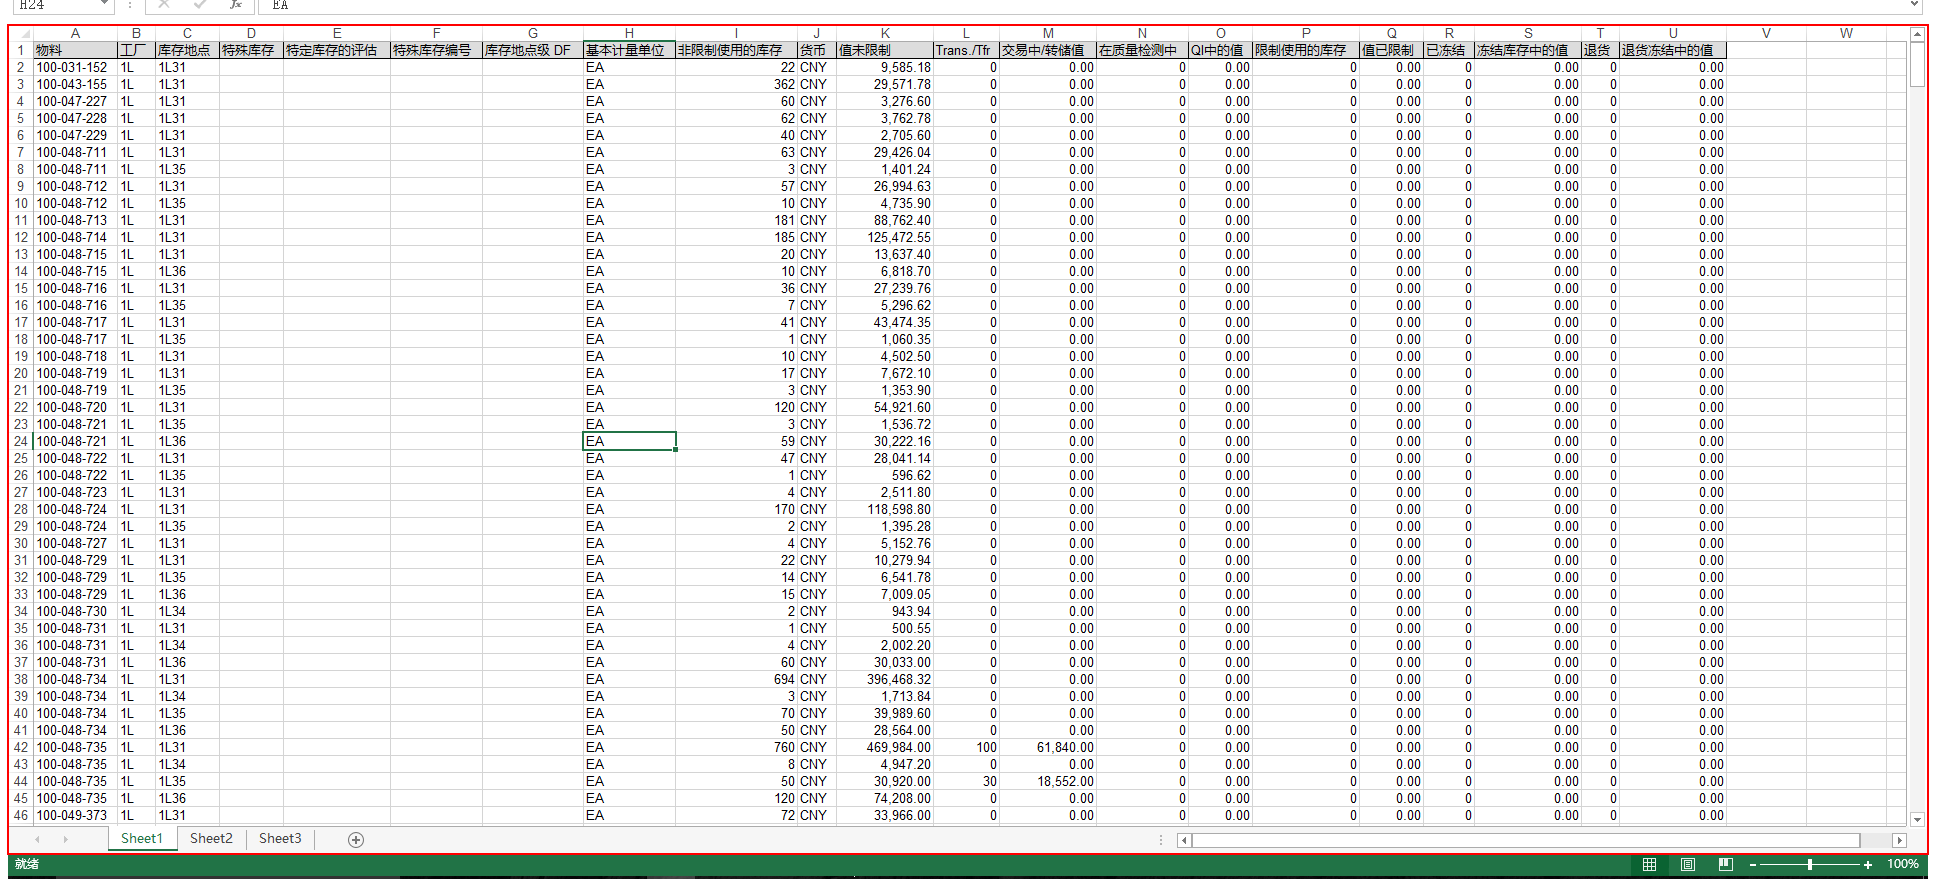 H24 EA
A B C D E F G H I J K L M N O P Q R S T U V W
1 物料 工厂 库存地点 特殊库存 特定库存的评估 特殊库存编号 库存地点级 DF 基本计量单位 非限制使用的库存 货币 值未限制 Trans./Tfr 交易中/转储值 在质量检测中 QI中的值 限制使用的库存 值已限制 已冻结 冻结库存中的值 退货 退货冻结中的值
2 100-031-152 1L 1L31 EA 22 CNY 9,585.18 0 0.00 0 0.00 0 0.00 0 0.00 0 0.00
3 100-043-155 1L 1L31 EA 362 CNY 29,571.78 0 0.00 0 0.00 0 0.00 0 0.00 0 0.00
4 100-047-227 1L 1L31 EA 60 CNY 3,276.60 0 0.00 0 0.00 0 0.00 0 0.00 0 0.00
5 100-047-228 1L 1L31 EA 62 CNY 3,762.78 0 0.00 0 0.00 0 0.00 0 0.00 0 0.00
6 100-047-229 1L 1L31 EA 40 CNY 2,705.60 0 0.00 0 0.00 0 0.00 0 0.00 0 0.00
7 100-048-711 1L 1L31 EA 63 CNY 29,426.04 0 0.00 0 0.00 0 0.00 0 0.00 0 0.00
8 100-048-711 1L 1L35 EA 3 CNY 1,401.24 0 0.00 0 0.00 0 0.00 0 0.00 0 0.00
9 100-048-712 1L 1L31 EA 57 CNY 26,994.63 0 0.00 0 0.00 0 0.00 0 0.00 0 0.00
10 100-048-712 1L 1L35 EA 10 CNY 4,735.90 0 0.00 0 0.00 0 0.00 0 0.00 0 0.00
11 100-048-713 1L 1L31 EA 181 CNY 88,762.40 0 0.00 0 0.00 0 0.00 0 0.00 0 0.00
12 100-048-714 1L 1L31 EA 185 CNY 125,472.55 0 0.00 0 0.00 0 0.00 0 0.00 0 0.00
13 100-048-715 1L 1L31 EA 20 CNY 13,637.40 0 0.00 0 0.00 0 0.00 0 0.00 0 0.00
14 100-048-715 1L 1L36 EA 10 CNY 6,818.70 0 0.00 0 0.00 0 0.00 0 0.00 0 0.00
15 100-048-716 1L 1L31 EA 36 CNY 27,239.76 0 0.00 0 0.00 0 0.00 0 0.00 0 0.00
16 100-048-716 1L 1L35 EA 7 CNY 5,296.62 0 0.00 0 0.00 0 0.00 0 0.00 0 0.00
17 100-048-717 1L 1L31 EA 41 CNY 43,474.35 0 0.00 0 0.00 0 0.00 0 0.00 0 0.00
18 100-048-717 1L 1L35 EA 1 CNY 1,060.35 0 0.00 0 0.00 0 0.00 0 0.00 0 0.00
19 100-048-718 1L 1L31 EA 10 CNY 4,502.50 0 0.00 0 0.00 0 0.00 0 0.00 0 0.00
20 100-048-719 1L 1L31 EA 17 CNY 7,672.10 0 0.00 0 0.00 0 0.00 0 0.00 0 0.00
21 100-048-719 1L 1L35 EA 3 CNY 1,353.90 0 0.00 0 0.00 0 0.00 0 0.00 0 0.00
22 100-048-720 1L 1L31 EA 120 CNY 54,921.60 0 0.00 0 0.00 0 0.00 0 0.00 0 0.00
23 100-048-721 1L 1L35 EA 3 CNY 1,536.72 0 0.00 0 0.00 0 0.00 0 0.00 0 0.00
24 100-048-721 1L 1L36 EA 59 CNY 30,222.16 0 0.00 0 0.00 0 0.00 0 0.00 0 0.00
25 100-048-722 1L 1L31 EA 47 CNY 28,041.14 0 0.00 0 0.00 0 0.00 0 0.00 0 0.00
26 100-048-722 1L 1L35 EA 1 CNY 596.62 0 0.00 0 0.00 0 0.00 0 0.00 0 0.00
27 100-048-723 1L 1L31 EA 4 CNY 2,511.80 0 0.00 0 0.00 0 0.00 0 0.00 0 0.00
28 100-048-724 1L 1L31 EA 170 CNY 118,598.80 0 0.00 0 0.00 0 0.00 0 0.00 0 0.00
29 100-048-724 1L 1L35 EA 2 CNY 1,395.28 0 0.00 0 0.00 0 0.00 0 0.00 0 0.00
30 100-048-727 1L 1L31 EA 4 CNY 5,152.76 0 0.00 0 0.00 0 0.00 0 0.00 0 0.00
31 100-048-729 1L 1L31 EA 22 CNY 10,279.94 0 0.00 0 0.00 0 0.00 0 0.00 0 0.00
32 100-048-729 1L 1L35 EA 14 CNY 6,541.78 0 0.00 0 0.00 0 0.00 0 0.00 0 0.00
33 100-048-729 1L 1L36 EA 15 CNY 7,009.05 0 0.00 0 0.00 0 0.00 0 0.00 0 0.00
34 100-048-730 1L 1L34 EA 2 CNY 943.94 0 0.00 0 0.00 0 0.00 0 0.00 0 0.00
35 100-048-731 1L 1L31 EA 1 CNY 500.55 0 0.00 0 0.00 0 0.00 0 0.00 0 0.00
36 100-048-731 1L 1L34 EA 4 CNY 2,002.20 0 0.00 0 0.00 0 0.00 0 0.00 0 0.00
37 100-048-731 1L 1L36 EA 60 CNY 30,033.00 0 0.00 0 0.00 0 0.00 0 0.00 0 0.00
38 100-048-734 1L 1L31 EA 694 CNY 396,468.32 0 0.00 0 0.00 0 0.00 0 0.00 0 0.00
39 100-048-734 1L 1L34 EA 3 CNY 1,713.84 0 0.00 0 0.00 0 0.00 0 0.00 0 0.00
40 100-048-734 1L 1L35 EA 70 CNY 39,989.60 0 0.00 0 0.00 0 0.00 0 0.00 0 0.00
41 100-048-734 1L 1L36 EA 50 CNY 28,564.00 0 0.00 0 0.00 0 0.00 0 0.00 0 0.00
42 100-048-735 1L 1L31 EA 760 CNY 469,984.00 100 61,840.00 0 0.00 0 0.00 0 0.00 0 0.00
43 100-048-735 1L 1L34 EA 8 CNY 4,947.20 0 0.00 0 0.00 0 0.00 0 0.00 0 0.00
44 100-048-735 1L 1L35 EA 50 CNY 30,920.00 30 18,552.00 0 0.00 0 0.00 0 0.00 0 0.00
45 100-048-735 1L 1L36 EA 120 CNY 74,208.00 0 0.00 0 0.00 0 0.00 0 0.00 0 0.00
46 100-049-373 1L 1L31 EA 72 CNY 33,966.00 0 0.00 0 0.00 0 0.00 0 0.00 0 0.00
Sheet1 Sheet2 Sheet3
就绪 100%